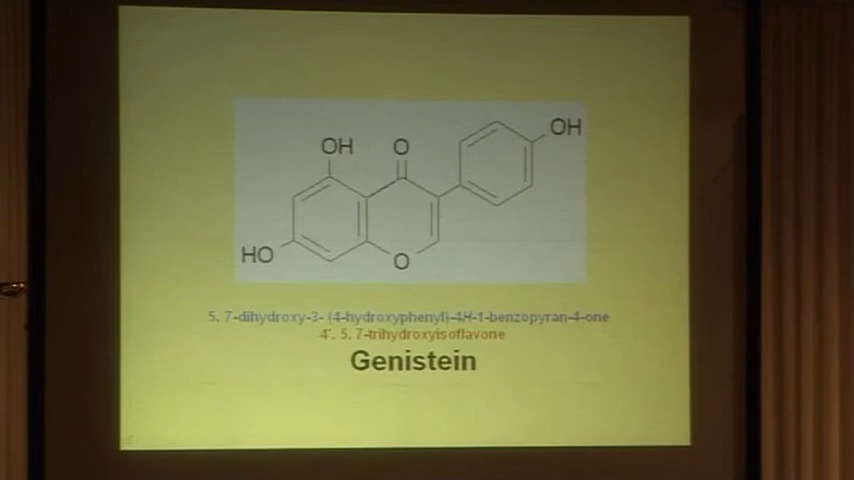 OH
OH
O
HO
O
5, 7-dihydroxy-3- (4-hydroxyphenyl)-4H-1-benzopyran-4-one
4', 5, 7-trihydroxyisoflavone
Genistein